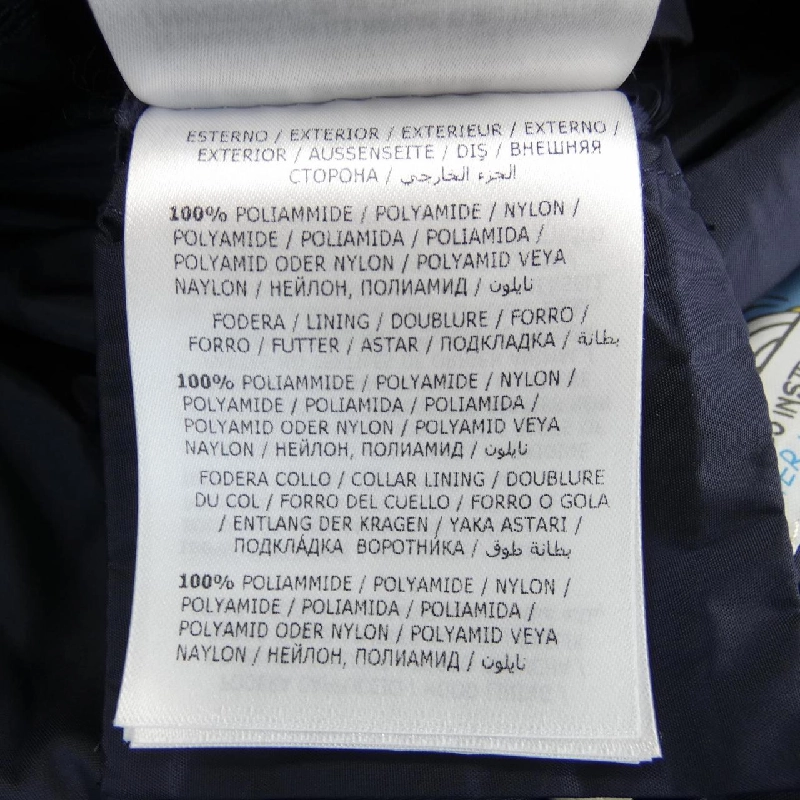 ESTERNO / EXTERIOR / EXTERIEUR / EXTERNO /
EXTERIOR / AUSSENSEITE / DIŞ / ВНЕШНЯЯ
СТОРОНА / الجزء الخارجي
100% POLIAMMIDE / POLYAMIDE / NYLON /
POLYAMIDE / POLIAMIDA / POLIAMIDA /
POLYAMID ODER NYLON / POLYAMID VEYA
NAYLON / НЕЙЛОН, ПОЛИАМИД / نايلون
FODERA / LINING / DOUBLURE / FORRO /
FORRO / FUTTER / ASTAR / ПОДКЛАДКА / بطانة
100% POLIAMMIDE / POLYAMIDE / NYLON /
POLYAMIDE / POLIAMIDA / POLIAMIDA /
POLYAMID ODER NYLON / POLYAMID VEYA
NAYLON / НЕЙЛОН, ПОЛИАМИД / نايلون
FODERA COLLO / COLLAR LINING / DOUBLURE
DU COL / FORRO DEL CUELLO / FORRO O GOLA
/ ENTLANG DER KRAGEN / YAKA ASTARI /
ПОДКЛА́ДКА ВОРОТНИКА / بطانة طوق
100% POLIAMMIDE / POLYAMIDE / NYLON /
POLYAMIDE / POLIAMIDA / POLIAMIDA /
POLYAMID ODER NYLON / POLYAMID VEYA
NAYLON / НЕЙЛОН, ПОЛИАМИД / نايلون